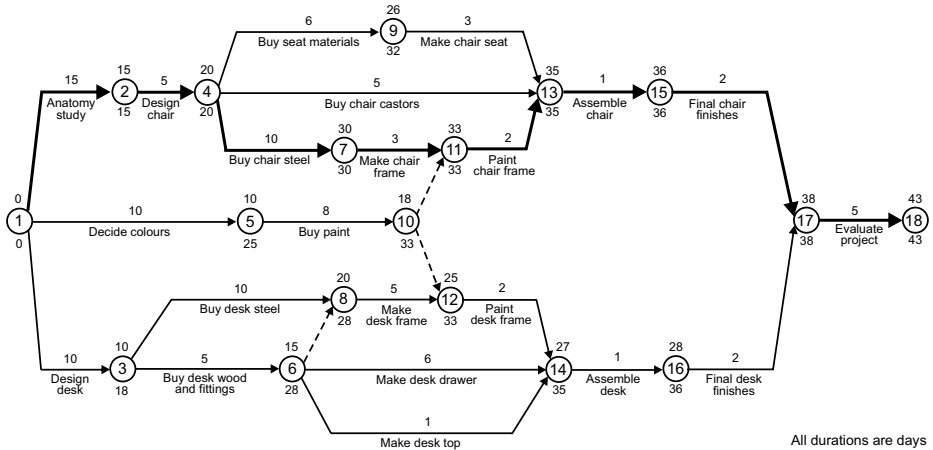 26
6
3
9
Buy seat materials
Make chair seat
32
15
15
5
20
5
35
1
36
2
2
4
13
15
Anatomy
study
15
Design
chair
20
Buy chair castors
35
Assemble
chair
36
Final chair
finishes
10
30
3
33
2
7
11
Buy chair steel
30
Make chair
frame
33
Paint
chair frame
0
10
10
8
18
38
5
43
1
5
10
17
18
0
Decide colours
25
Buy paint
33
38
Evaluate
project
43
10
20
5
25
2
8
12
Buy desk steel
28
Make
desk frame
33
Paint
desk frame
10
10
5
15
6
27
1
28
2
3
6
14
16
Design
desk
18
Buy desk wood
and fittings
28
Make desk drawer
35
Assemble
desk
36
Final desk
finishes
1
Make desk top
All durations are days